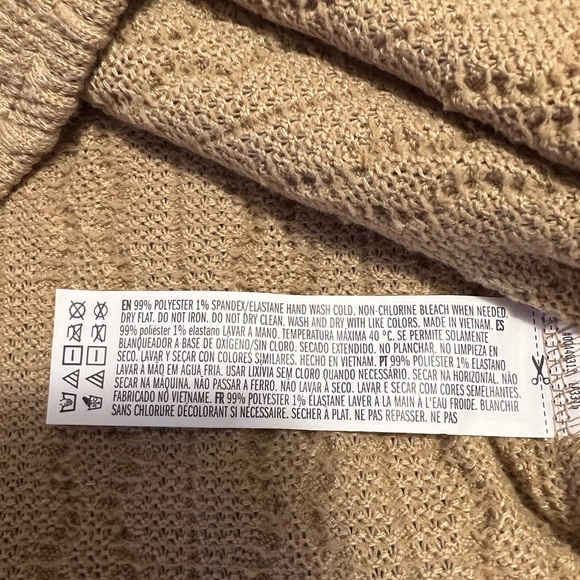 EN 99% POLYESTER 1% SPANDEX/ELASTANE HAND WASH COLD. NON-CHLORINE BLEACH WHEN NEEDED.
DRY FLAT. DO NOT IRON. DO NOT DRY CLEAN, WASH AND DRY WITH LIKE COLORS. MADE IN VIETNAM. ES
99% poliéster 1% elastano LAVAR A MANO. TEMPERATURA MÁXIMA 40 °C. SE PERMITE SOLAMENTE
BLANQUEADOR A BASE DE OXÍGENO/SIN CLORO. SECADO EXTENDIDO. NO PLANCHAR. NO LIMPIEZA EN
SECO. LAVAR Y SECAR CON COLORES SIMILARES. HECHO EN VIETNAM. PT 99% POLIÉSTER 1% ELASTANO
LAVAR À MÃO EM ÁGUA FRIA. USAR LIXIVIA SEM CLORO QUANDO NECESSÁRIO. SECAR NA HORIZONTAL. NÃO
SECAR NA MAQUINA. NÃO PASSAR A FERRO. NÃO LAVAR À SECO. LAVAR E SECAR COM CORES SEMELHANTES.
FABRICADO NÓ VIETNAME. FR 99% POLYESTER 1% ÉLASTANE LAVER A LA MAIN À L'EAU FROIDE. BLANCHIR
SANS CHLORURE DÉCOLORANT SI NÉCESSAIRE. SÉCHER À PLAT. NE PAS REPASSER. NE PAS